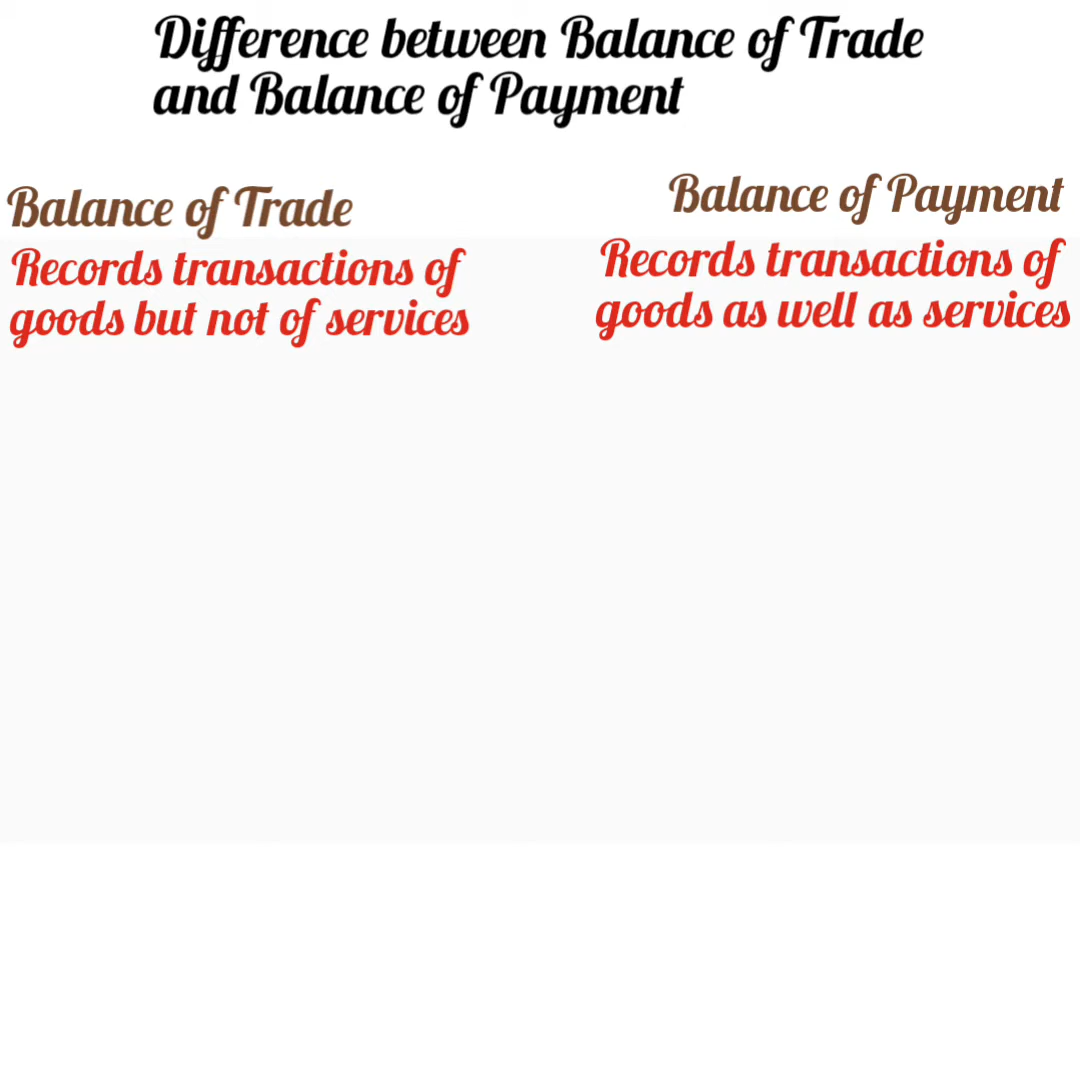 Difference between Balance of Trade
and Balance of Payment
Balance of Trade
Records transactions of
goods but not of services
Balance of Payment
Records transactions of
goods as well as services